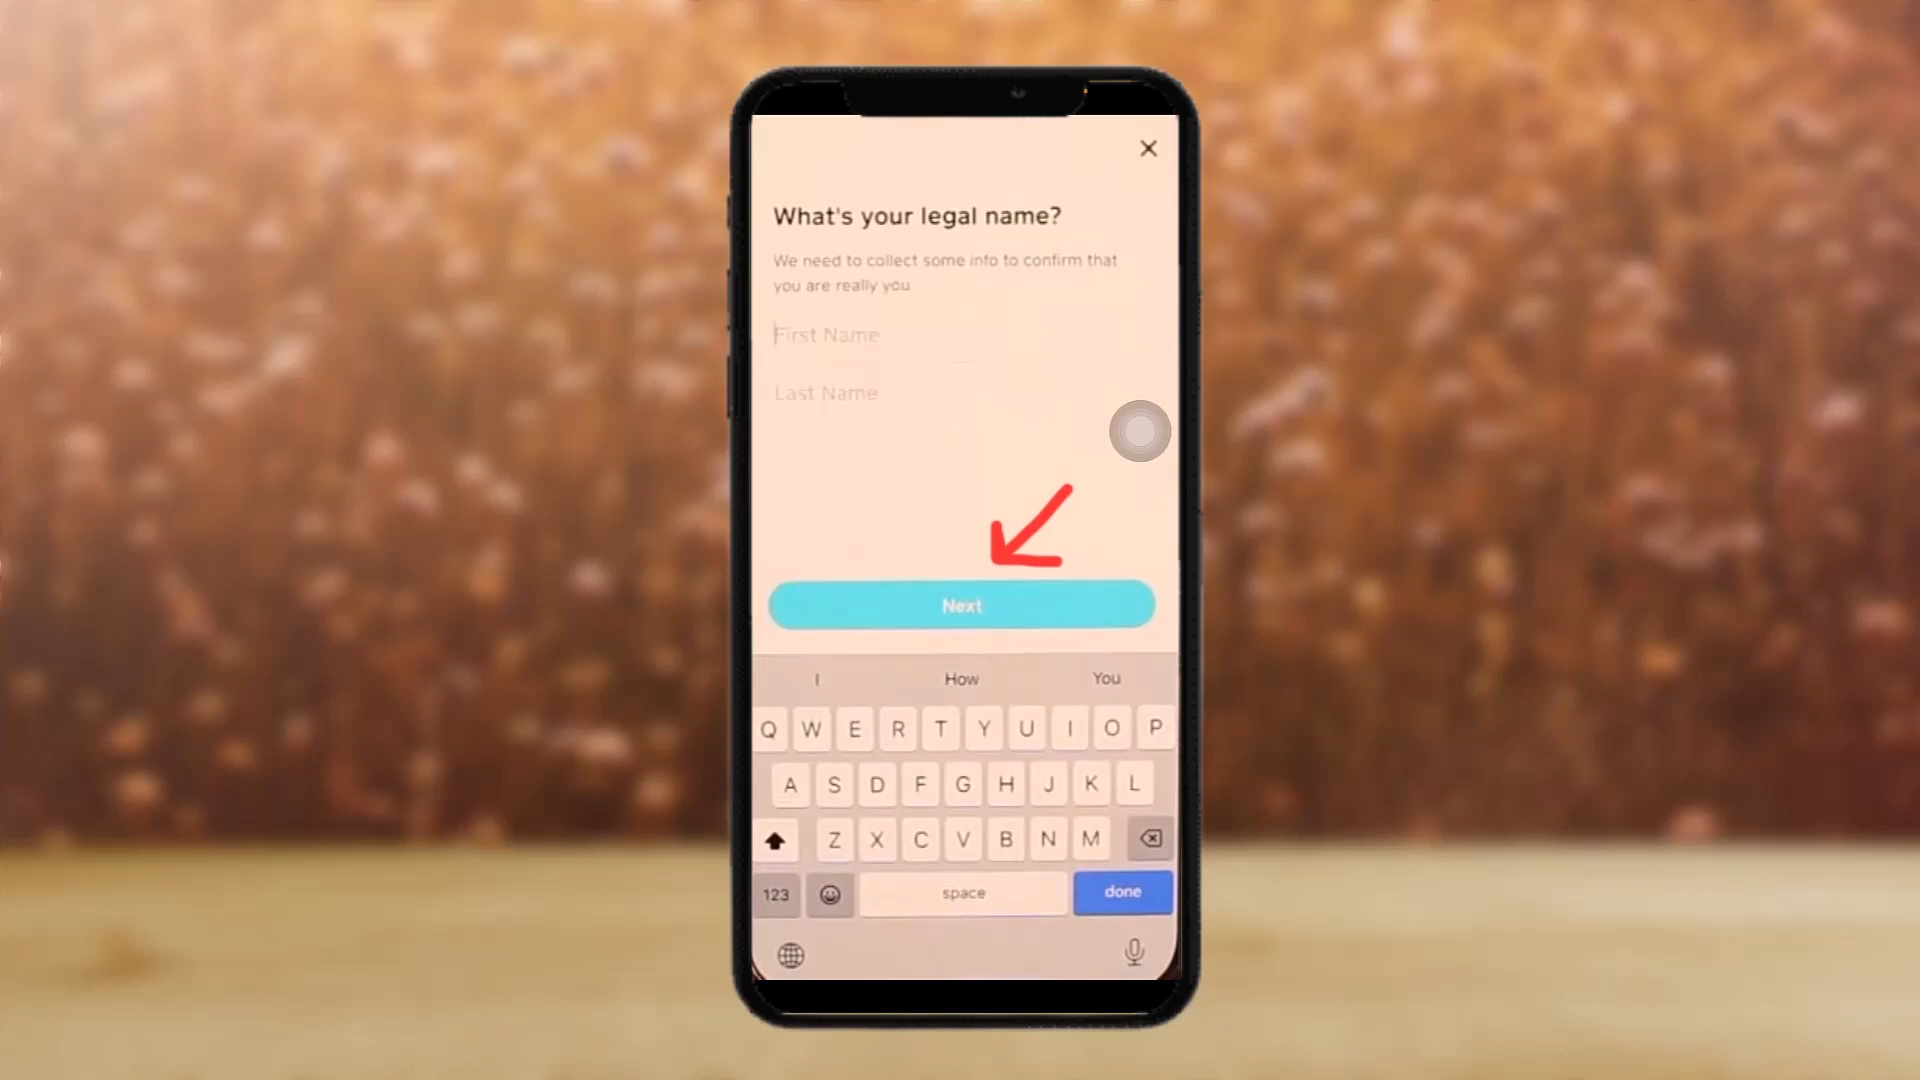 What's your legal name?
We need to collect some info to confirm that
you are really you
First Name
Last Name
Next
I How You
Q W E R T Y U I O P
A S D F G H J K L
Z X C V B N M
123 space done